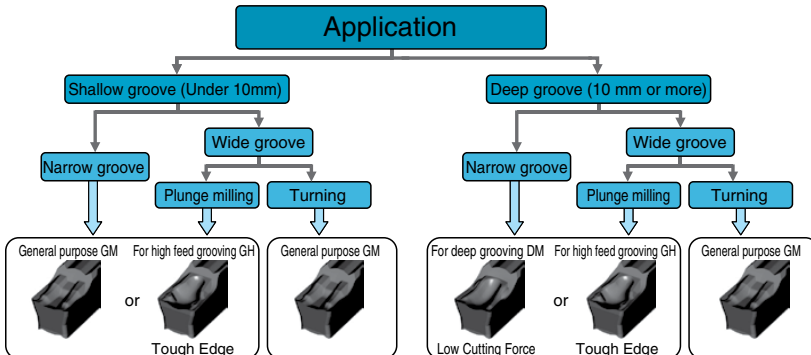 Application
Shallow groove (Under 10mm)
Deep groove (10 mm or more)
Wide groove
Wide groove
Narrow groove
Narrow groove
Plunge milling
Turning
Plunge milling
Turning
General purpose GM
For high feed grooving GH
General purpose GM
For deep grooving DM
For high feed grooving GH
General purpose GM
or
or
Tough Edge
Low Cutting Force
Tough Edge